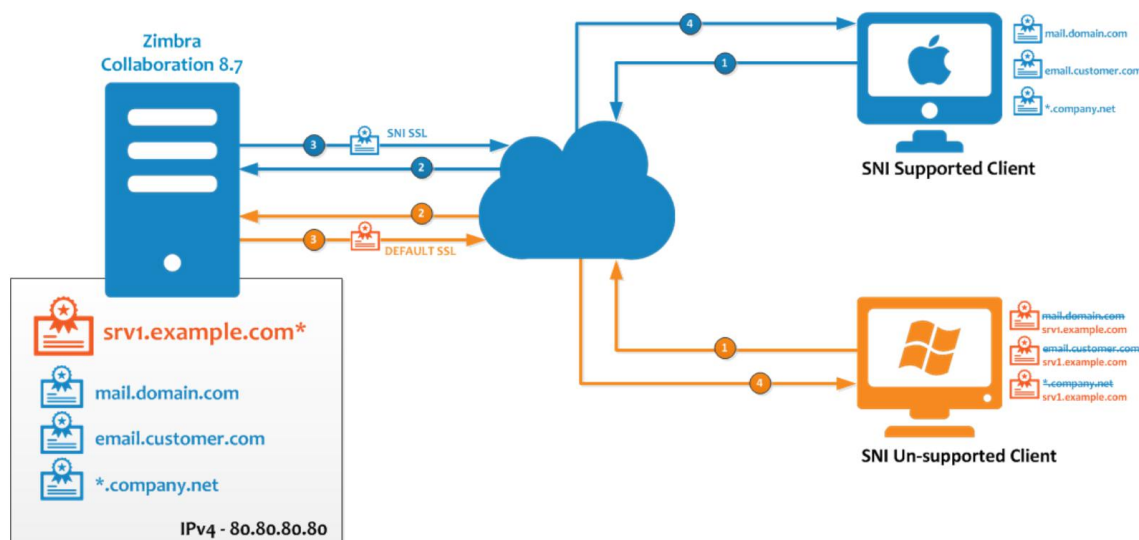 Zimbra
Collaboration 8.7
3
SNI SSL
2
2
3
DEFAULT SSL
srv1.example.com*
mail.domain.com
email.customer.com
*.company.net
IPv4 - 80.80.80.80
4
1
mail.domain.com
email.customer.com
*.company.net
SNI Supported Client
1
4
mail.domain.com
srv1.example.com
email.customer.com
srv1.example.com
*.company.net
srv1.example.com
SNI Un-supported Client